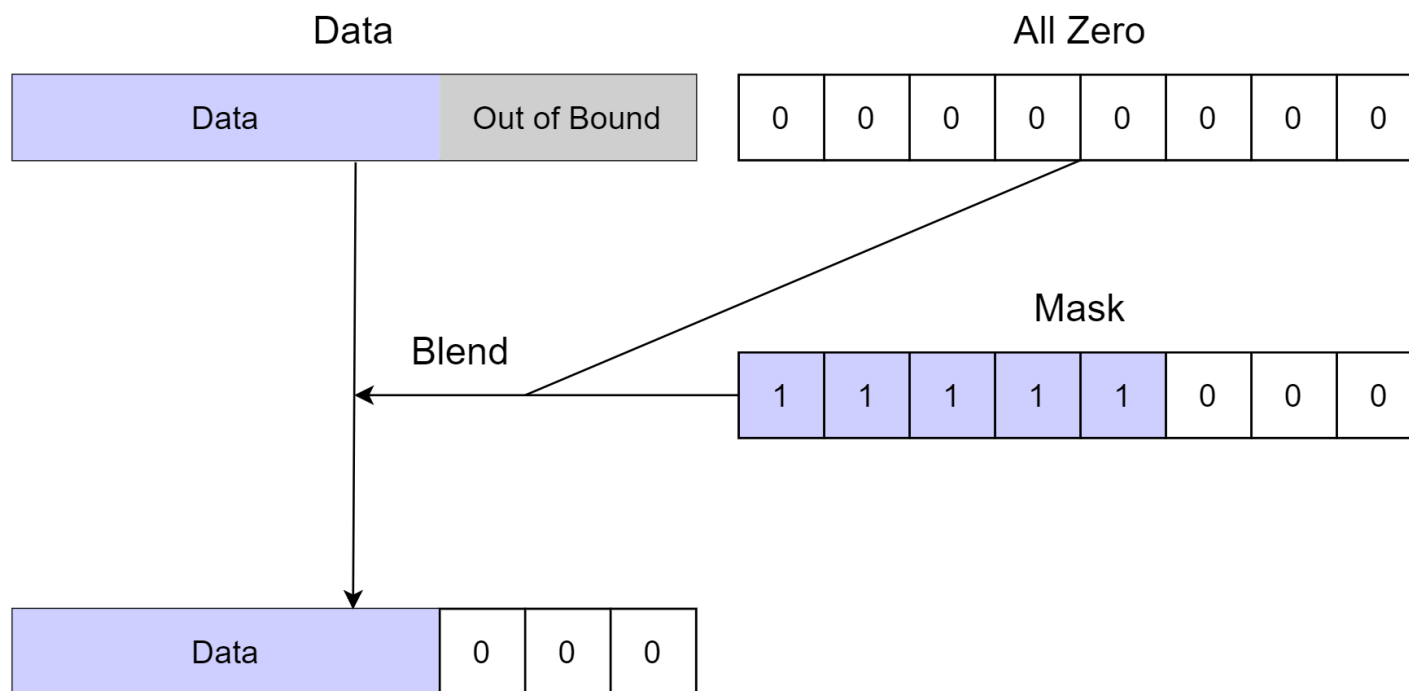 Data
All Zero
Data Out of Bound
0 0 0 0 0 0 0 0
Mask
Blend
1 1 1 1 1 0 0 0
Data 0 0 0